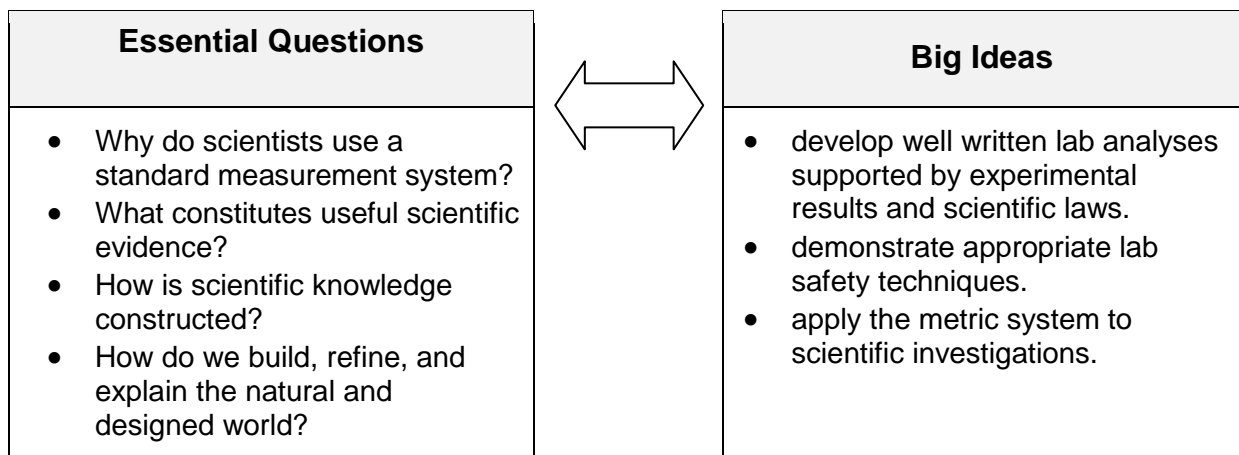 Essential Questions
• Why do scientists use a
standard measurement system?
• What constitutes useful scientific
evidence?
• How is scientific knowledge
constructed?
• How do we build, refine, and
explain the natural and
designed world?
Big Ideas
• develop well written lab analyses
supported by experimental
results and scientific laws.
• demonstrate appropriate lab
safety techniques.
• apply the metric system to
scientific investigations.